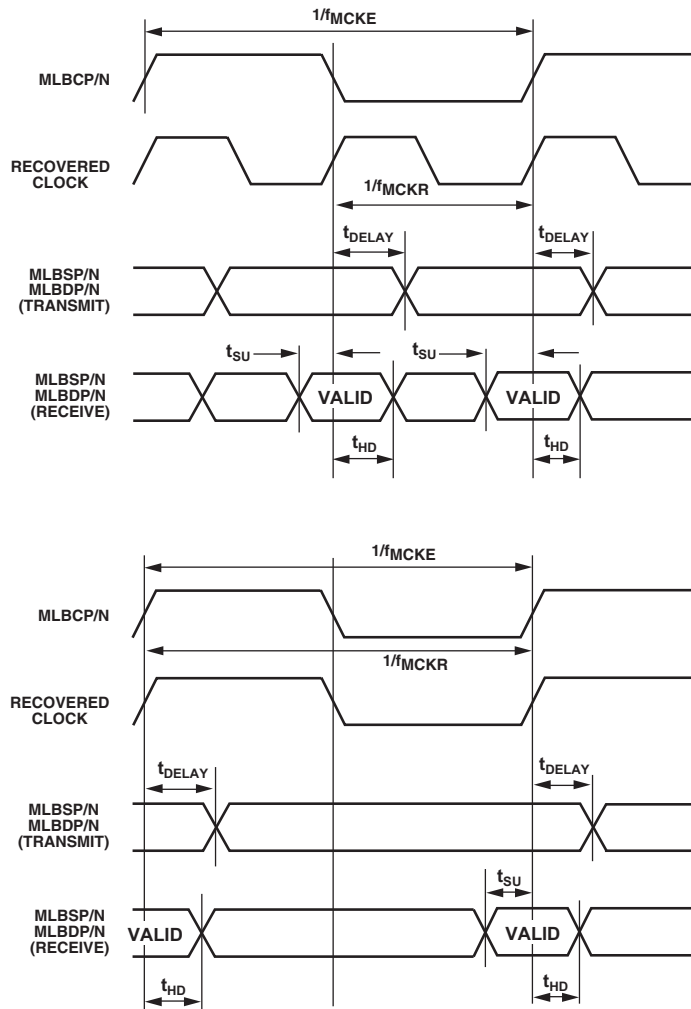 1/fMCKE
MLBCP/N
RECOVERED
CLOCK
1/fMCKR
tDELAY
tDELAY
MLBSP/N
MLBDP/N
(TRANSMIT)
tSU
tSU
MLBSP/N
MLBDP/N
(RECEIVE)
VALID
VALID
tHD
tHD
1/fMCKE
MLBCP/N
1/fMCKR
RECOVERED
CLOCK
tDELAY
tDELAY
MLBSP/N
MLBDP/N
(TRANSMIT)
tSU
MLBSP/N
MLBDP/N
(RECEIVE)
VALID
VALID
tHD
tHD